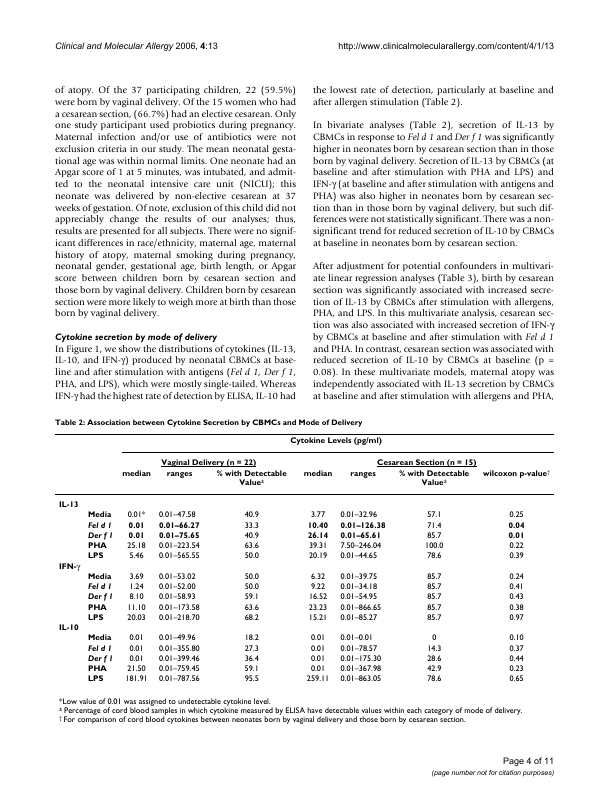 Clinical and Molecular Allergy 2006, 4:13
http://www.clinicalmolecularallergy.com/content/4/1/13
of atopy. Of the 37 participating children, 22 (59.5%)
were born by vaginal delivery. Of the 15 women who had
a cesarean section, (66.7%) had an elective cesarean. Only
one study participant used probiotics during pregnancy.
Maternal infection and/or use of antibiotics were not
exclusion criteria in our study. The mean neonatal gesta-
tional age was within normal limits. One neonate had an
Apgar score of 1 at 5 minutes, was intubated, and admit-
ted to the neonatal intensive care unit (NICU); this
neonate was delivered by non-elective cesarean at 37
weeks of gestation. Of note, exclusion of this child did not
appreciably change the results of our analyses; thus,
results are presented for all subjects. There were no signif-
icant differences in race/ethnicity, maternal age, maternal
history of atopy, maternal smoking during pregnancy,
neonatal gender, gestational age, birth length, or Apgar
score between children born by cesarean section and
those born by vaginal delivery. Children born by cesarean
section were more likely to weigh more at birth than those
born by vaginal delivery.
Cytokine secretion by mode of delivery
In Figure 1, we show the distributions of cytokines (IL-13,
IL-10, and IFN-γ) produced by neonatal CBMCs at base-
line and after stimulation with antigens (Fel d 1, Der f 1,
PHA, and LPS), which were mostly single-tailed. Whereas
IFN-γ had the highest rate of detection by ELISA, IL-10 had
the lowest rate of detection, particularly at baseline and
after allergen stimulation (Table 2).
In bivariate analyses (Table 2), secretion of IL-13 by
CBMCs in response to Fel d 1 and Der f 1 was significantly
higher in neonates born by cesarean section than in those
born by vaginal delivery. Secretion of IL-13 by CBMCs (at
baseline and after stimulation with PHA and LPS) and
IFN-γ (at baseline and after stimulation with antigens and
PHA) was also higher in neonates born by cesarean sec-
tion than in those born by vaginal delivery, but such dif-
ferences were not statistically significant. There was a non-
significant trend for reduced secretion of IL-10 by CBMCs
at baseline in neonates born by cesarean section.
After adjustment for potential confounders in multivari-
ate linear regression analyses (Table 3), birth by cesarean
section was significantly associated with increased secre-
tion of IL-13 by CBMCs after stimulation with allergens,
PHA, and LPS. In this multivariate analysis, cesarean sec-
tion was also associated with increased secretion of IFN-γ
by CBMCs at baseline and after stimulation with Fel d 1
and PHA. In contrast, cesarean section was associated with
reduced secretion of IL-10 by CBMCs at baseline (p =
0.08). In these multivariate models, maternal atopy was
independently associated with IL-13 secretion by CBMCs
at baseline and after stimulation with allergens and PHA,
Table 2: Association between Cytokine Secretion by CBMCs and Mode of Delivery
Cytokine Levels (pg/ml)
Vaginal Delivery (n = 22) Cesarean Section (n = 15)
median ranges % with Detectable median ranges % with Detectable wilcoxon p-value†
Valueª Valueª
IL-13
Media 0.01* 0.01–47.58 40.9 3.77 0.01–32.96 57.1 0.25
Fel d 1 0.01 0.01–66.27 33.3 10.40 0.01–126.38 71.4 0.04
Der f 1 0.01 0.01–75.65 40.9 26.14 0.01–65.61 85.7 0.01
PHA 25.18 0.01–223.54 63.6 39.31 7.50–246.04 100.0 0.22
LPS 5.46 0.01–565.55 50.0 20.19 0.01–44.65 78.6 0.39
IFN-γ
Media 3.69 0.01–53.02 50.0 6.32 0.01–39.75 85.7 0.24
Fel d 1 1.24 0.01–52.00 50.0 9.22 0.01–34.18 85.7 0.41
Der f 1 8.10 0.01–58.93 59.1 16.52 0.01–54.95 85.7 0.43
PHA 11.10 0.01–173.58 63.6 23.23 0.01–866.65 85.7 0.38
LPS 20.03 0.01–218.70 68.2 15.21 0.01–85.27 85.7 0.97
IL-10
Media 0.01 0.01–49.96 18.2 0.01 0.01–0.01 0 0.10
Fel d 1 0.01 0.01–355.80 27.3 0.01 0.01–78.57 14.3 0.37
Der f 1 0.01 0.01–399.46 36.4 0.01 0.01–175.30 28.6 0.44
PHA 21.50 0.01–759.45 59.1 0.01 0.01–367.98 42.9 0.23
LPS 181.91 0.01–787.56 95.5 259.11 0.01–863.05 78.6 0.65
*Low value of 0.01 was assigned to undetectable cytokine level.
ª Percentage of cord blood samples in which cytokine measured by ELISA have detectable values within each category of mode of delivery.
† For comparison of cord blood cytokines between neonates born by vaginal delivery and those born by cesarean section.
Page 4 of 11
(page number not for citation purposes)